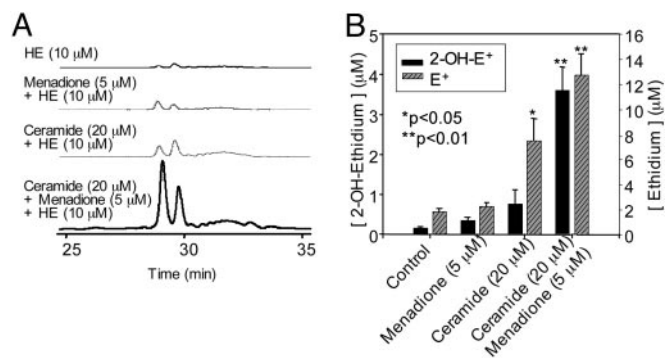 A
HE (10 μM)
Menadione (5 μM)
+ HE (10 μM)
Ceramide (20 μM)
+ HE (10 μM)
Ceramide (20 μM)
+ Menadione (5 μM)
+ HE (10 μM)
25 30 35
Time (min)
B
[ 2-OH-Ethidium ] (μM)
5
4
3
2
1
0
2-OH-E⁺
E⁺
*p<0.05
**p<0.01
*
**
**
16
14
12
10
8
6
4
2
0
[ Ethidium ] (μM)
Control
Menadione (5 μM)
Ceramide (20 μM)
Ceramide (20 μM)
Menadione (5 μM)